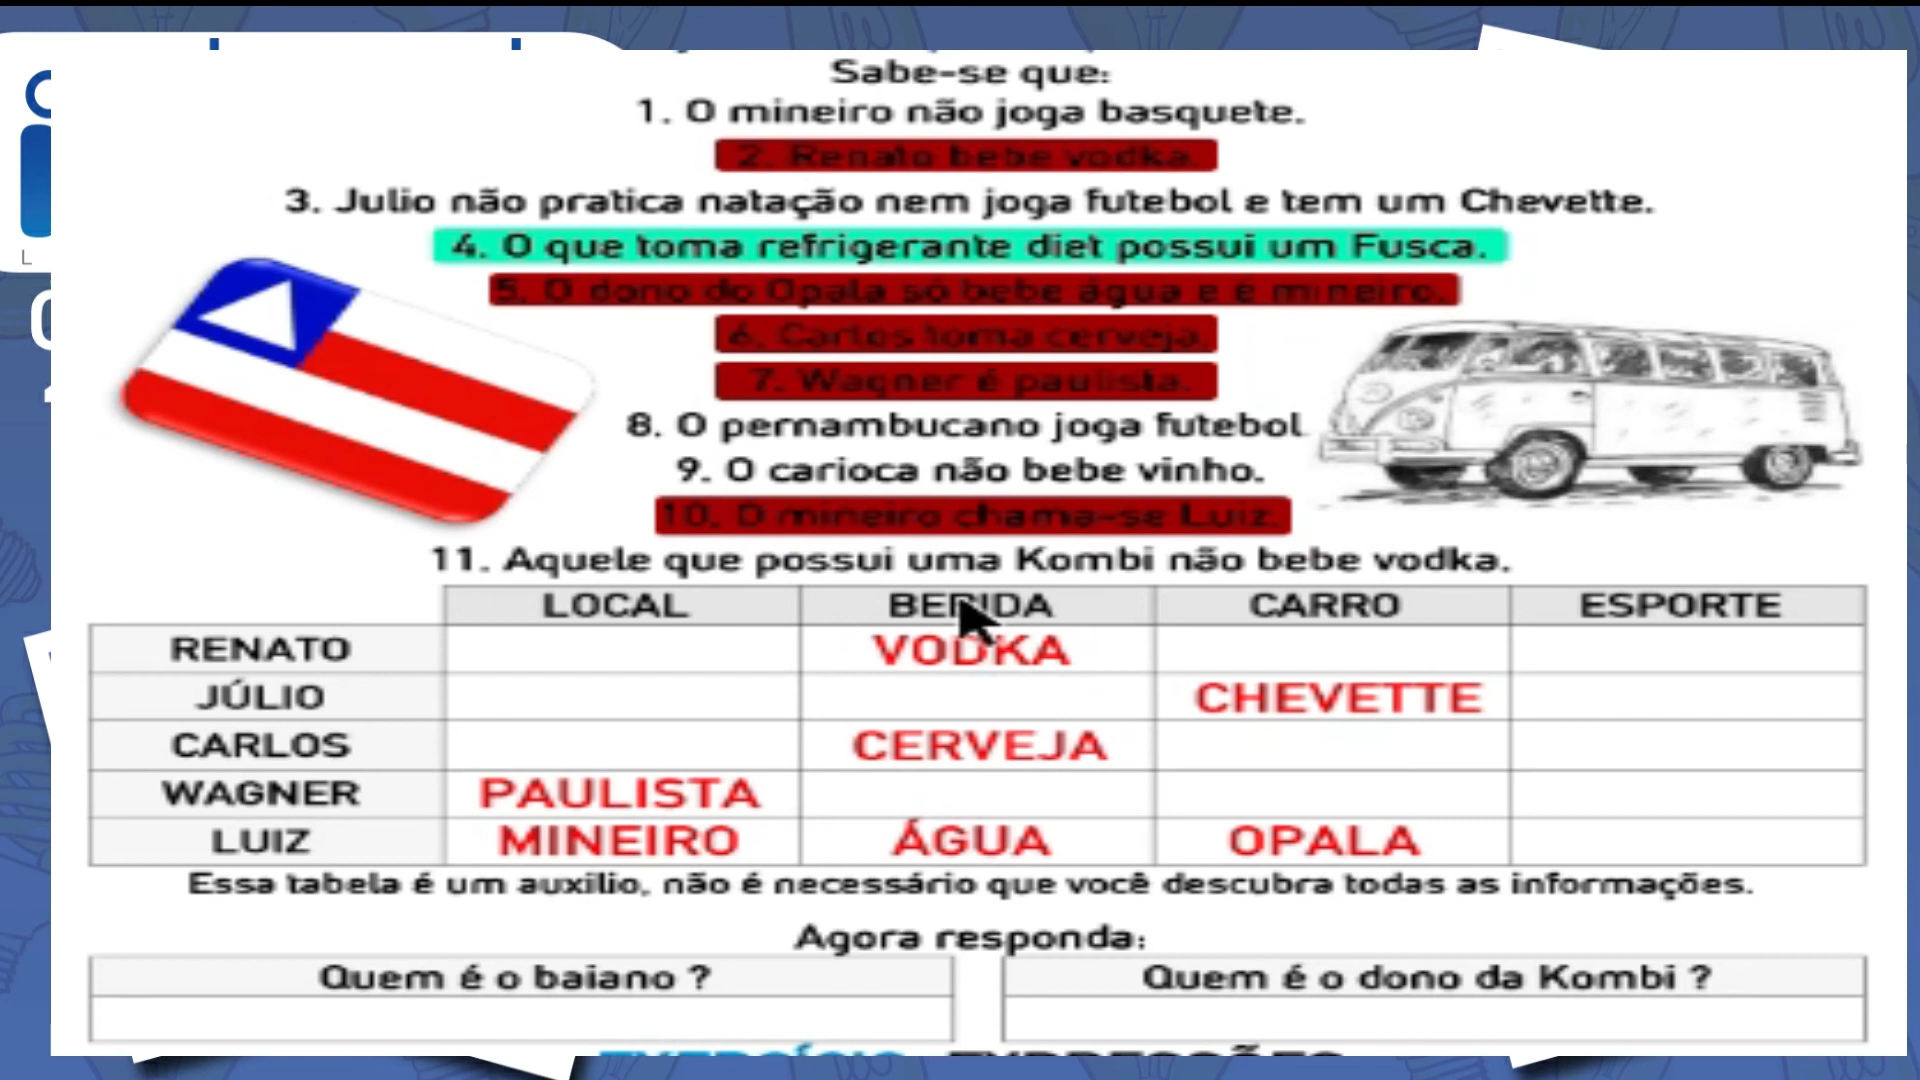 Sabe-se que:
1. O mineiro não joga basquete.
2. Renato bebe vodka.
3. Julio não pratica natação nem joga futebol e tem um Chevette.
4. O que toma refrigerante diet possui um Fusca.
5. O dono do Opala só bebe água e é mineiro.
6. Carlos toma cerveja.
7. Wagner é paulista.
8. O pernambucano joga futebol
9. O carioca não bebe vinho.
10. O mineiro chama-se Luiz.
11. Aquele que possui uma Kombi não bebe vodka.
LOCAL BEBIDA CARRO ESPORTE
RENATO VODKA
JÚLIO CHEVETTE
CARLOS CERVEJA
WAGNER PAULISTA
LUIZ MINEIRO ÁGUA OPALA
Essa tabela é um auxilio, não é necessário que você descubra todas as informações.
Agora responda:
Quem é o baiano ? Quem é o dono da Kombi ?
L